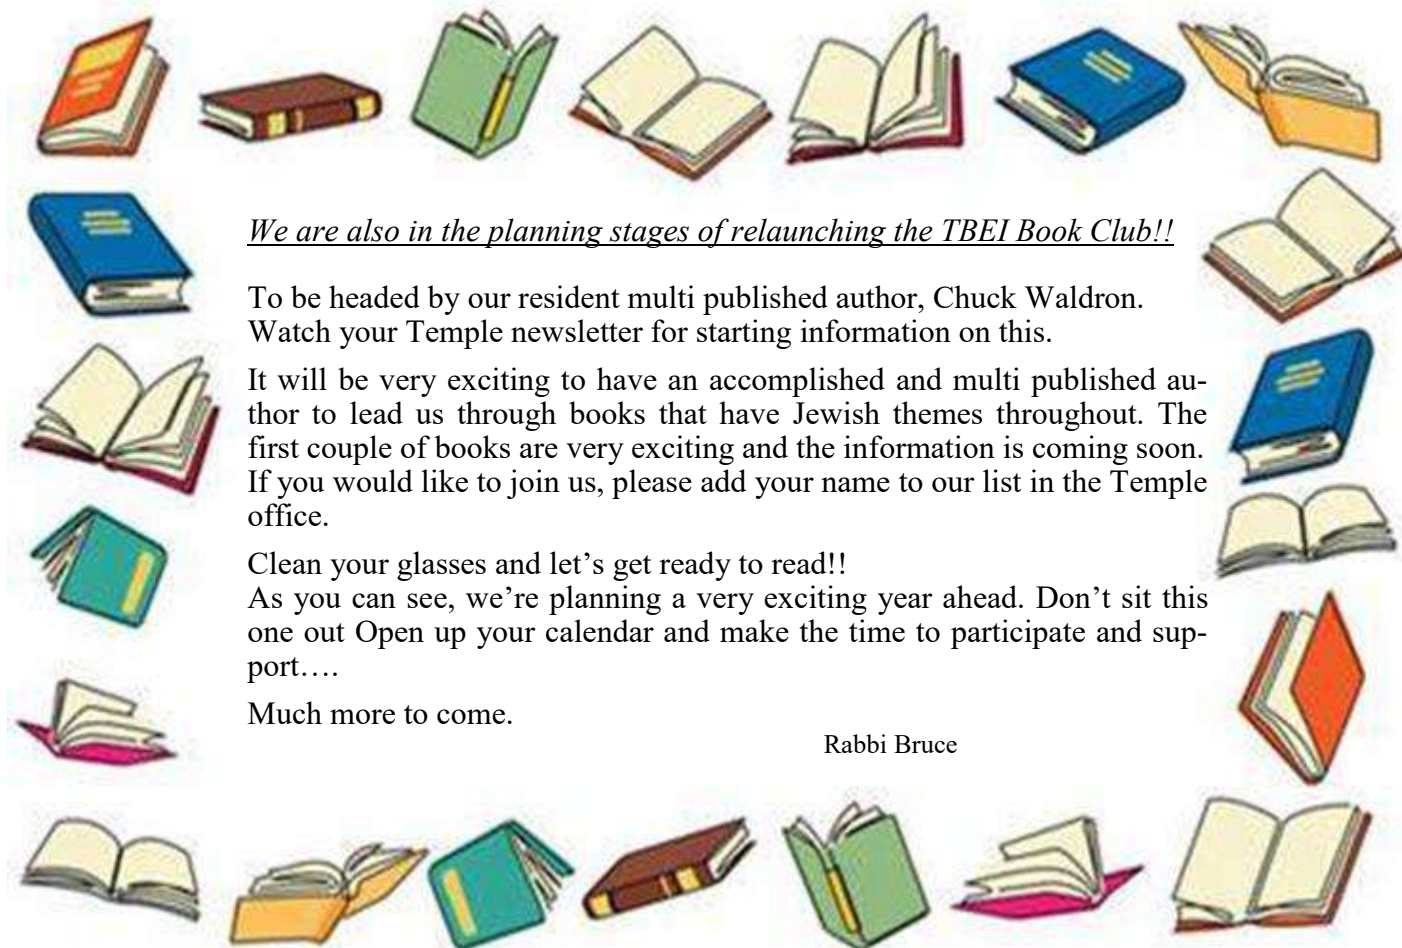 We are also in the planning stages of relaunching the TBEI Book Club!!
To be headed by our resident multi published author, Chuck Waldron.
Watch your Temple newsletter for starting information on this.
It will be very exciting to have an accomplished and multi published au-
thor to lead us through books that have Jewish themes throughout. The
first couple of books are very exciting and the information is coming soon.
If you would like to join us, please add your name to our list in the Temple
office.
Clean your glasses and let’s get ready to read!!
As you can see, we’re planning a very exciting year ahead. Don’t sit this
one out Open up your calendar and make the time to participate and sup-
port….
Much more to come.
Rabbi Bruce